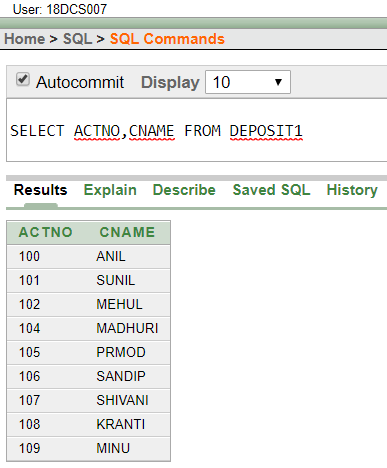 User: 18DCS007
Home > SQL > SQL Commands
Autocommit Display 10
SELECT ACTNO,CNAME FROM DEPOSIT1
Results Explain Describe Saved SQL History
ACTNO CNAME
100 ANIL
101 SUNIL
102 MEHUL
104 MADHURI
105 PRMOD
106 SANDIP
107 SHIVANI
108 KRANTI
109 MINU